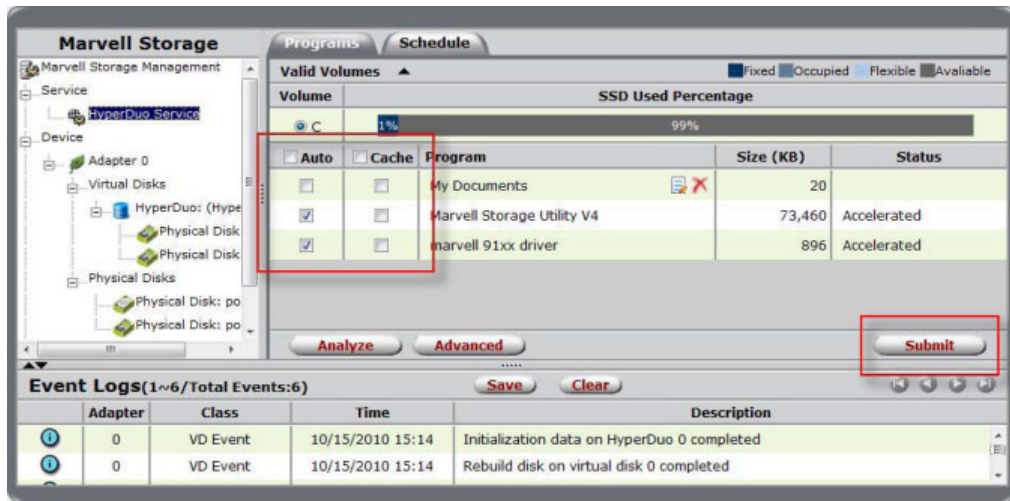 Marvell Storage
Marvell Storage Management
Service
HyperDuo Service
Device
Adapter 0
Virtual Disks
HyperDuo: (Hype
Physical Disk
Physical Disk
Physical Disks
Physical Disk: po
Physical Disk: po
Programs Schedule
Valid Volumes Fixed Occupied Flexible Avaliable
Volume SSD Used Percentage
C 1% 99%
Auto Cache Program Size (KB) Status
My Documents 20
Marvell Storage Utility V4 73,460 Accelerated
marvell 91xx driver 896 Accelerated
Analyze Advanced Submit
Event Logs(1~6/Total Events:6) Save Clear
Adapter Class Time Description
0 VD Event 10/15/2010 15:14 Initialization data on HyperDuo 0 completed
0 VD Event 10/15/2010 15:14 Rebuild disk on virtual disk 0 completed